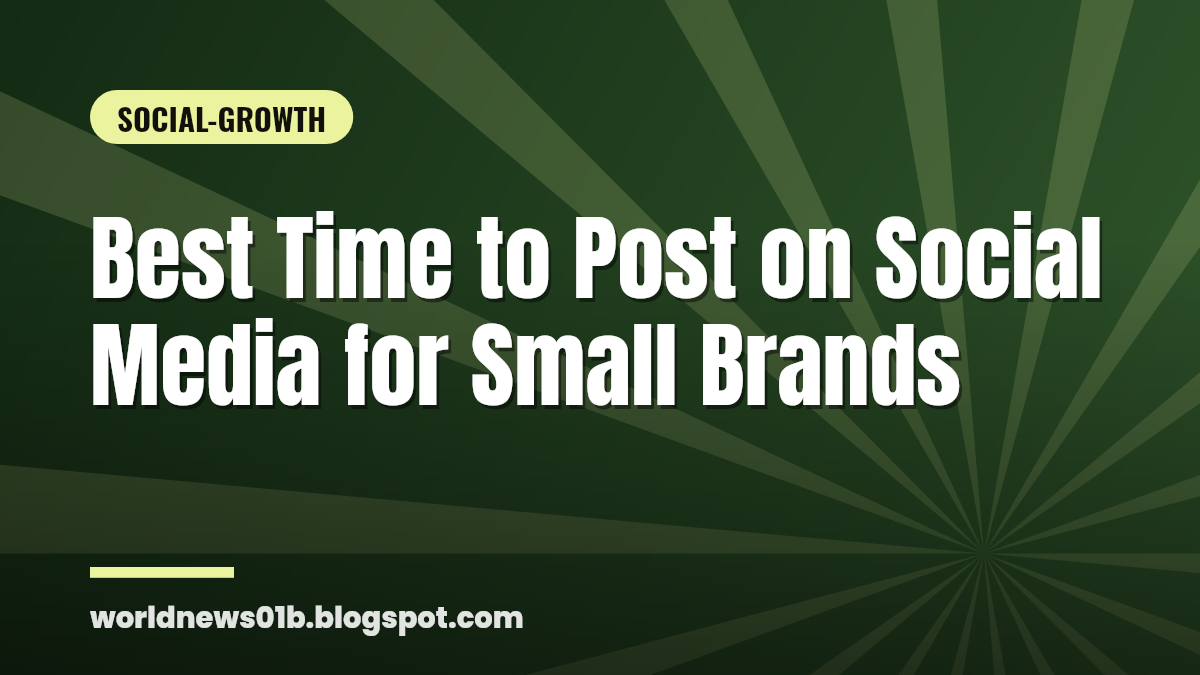 SOCIAL-GROWTH
Best Time to Post on Social
Media for Small Brands
worldnews01b.blogspot.com